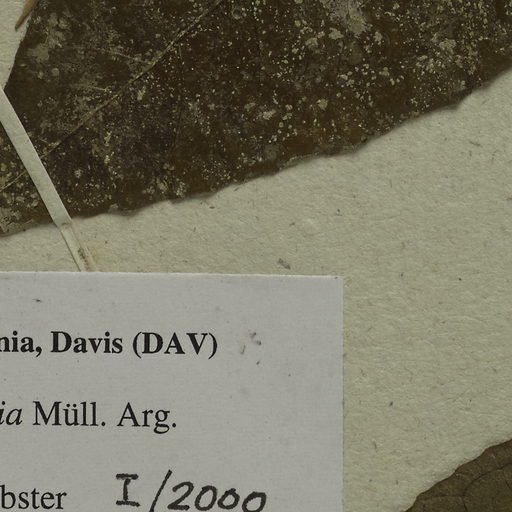 nia, Davis (DAV)
ia Müll. Arg.
bster I/2000